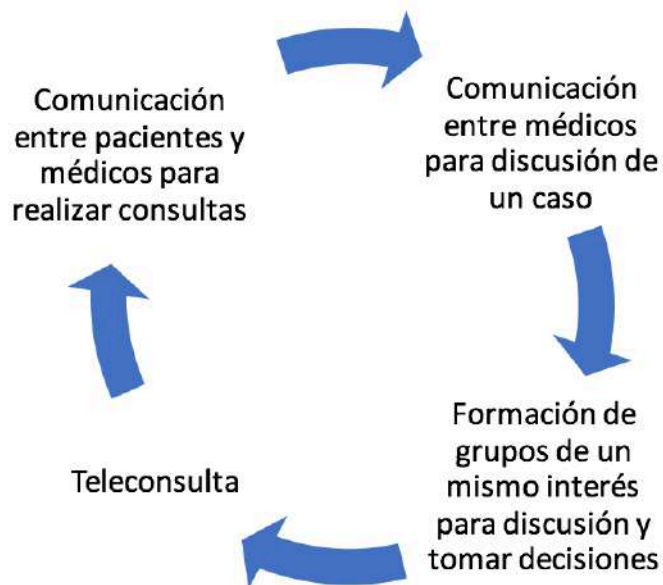 Comunicación
entre pacientes y
médicos para
realizar consultas
Comunicación
entre médicos
para discusión de
un caso
Formación de
grupos de un
mismo interés
para discusión y
tomar decisiones
Teleconsulta